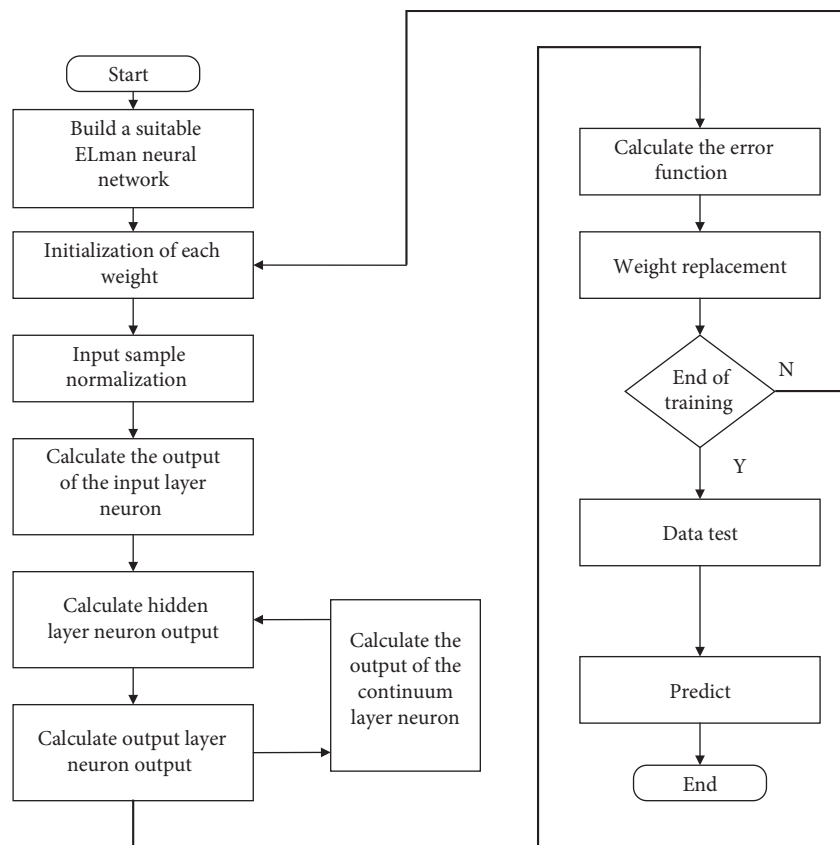 Start
Build a suitable
ELman neural
network
Initialization of each
weight
Input sample
normalization
Calculate the output
of the input layer
neuron
Calculate hidden
layer neuron output
Calculate output layer
neuron output
Calculate the
output of the
continuum
layer neuron
Calculate the error
function
Weight replacement
End of
training
N
Y
Data test
Predict
End